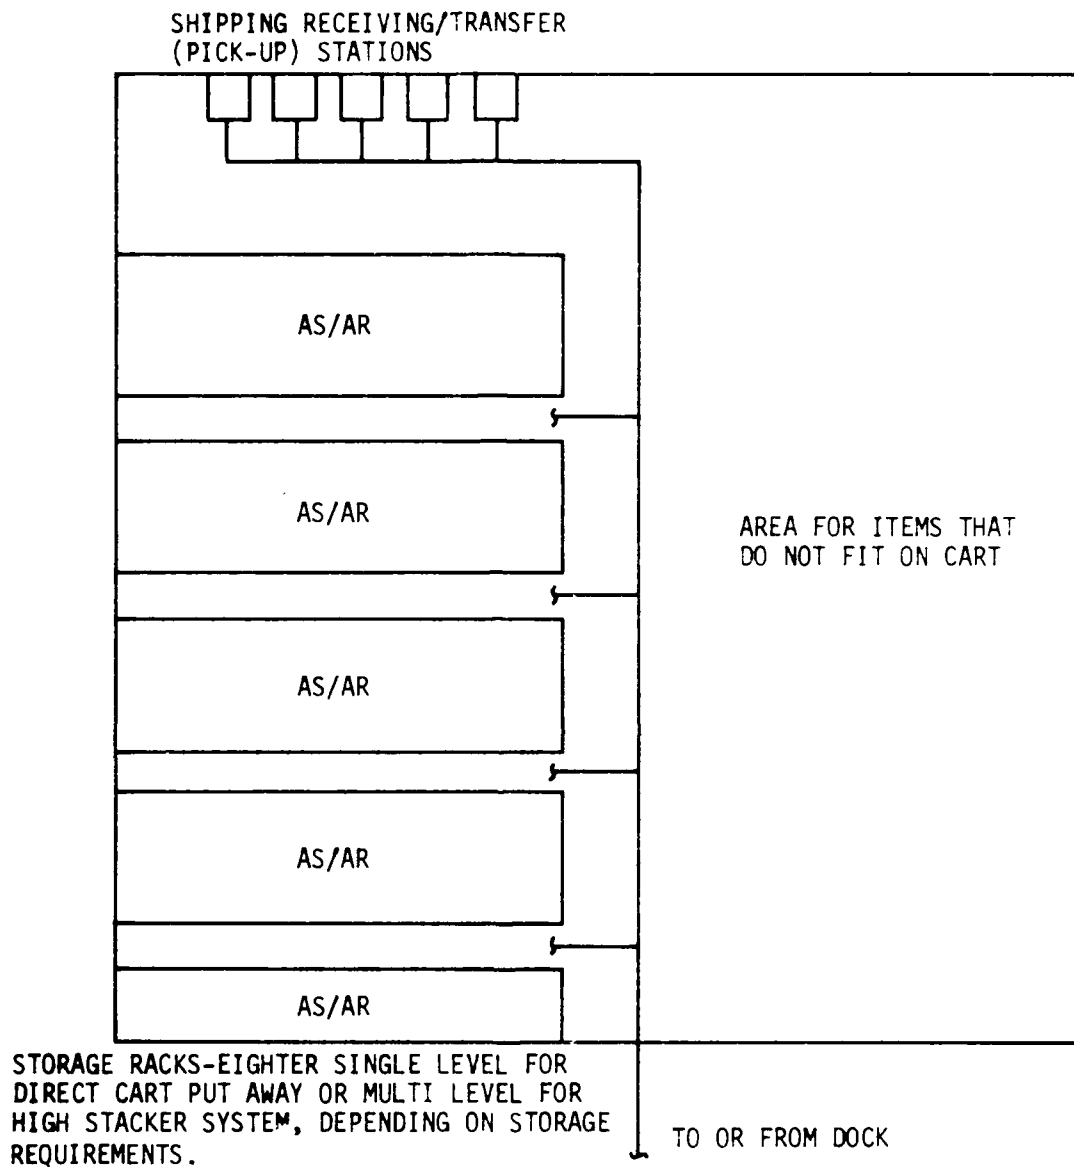 SHIPPING RECEIVING/TRANSFER
(PICK-UP) STATIONS
AS/AR
AS/AR
AREA FOR ITEMS THAT
DO NOT FIT ON CART
AS/AR
AS/AR
AS/AR
STORAGE RACKS-EIGHTER SINGLE LEVEL FOR
DIRECT CART PUT AWAY OR MULTI LEVEL FOR
HIGH STACKER SYSTEM, DEPENDING ON STORAGE
REQUIREMENTS.
TO OR FROM DOCK